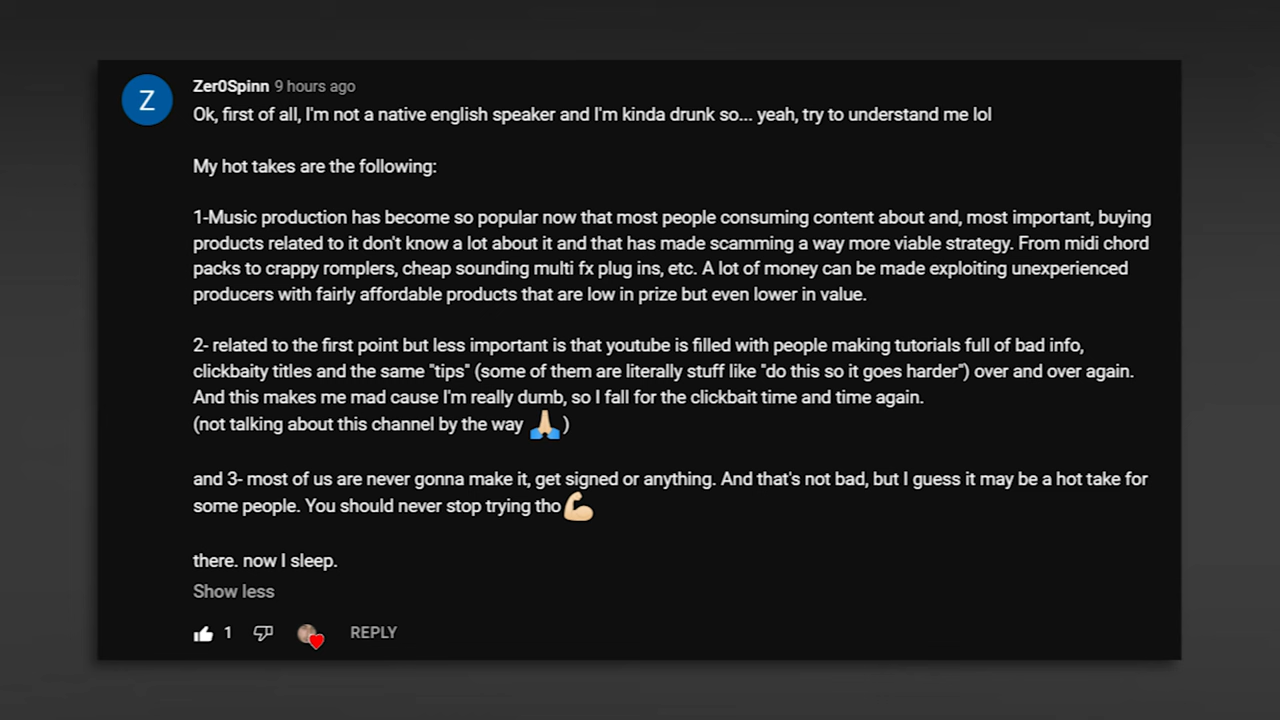 Z
Zer0Spinn 9 hours ago
Ok, first of all, I'm not a native english speaker and I'm kinda drunk so... yeah, try to understand me lol
My hot takes are the following:
1-Music production has become so popular now that most people consuming content about and, most important, buying
products related to it don't know a lot about it and that has made scamming a way more viable strategy. From midi chord
packs to crappy romplers, cheap sounding multi fx plug ins, etc. A lot of money can be made exploiting unexperienced
producers with fairly affordable products that are low in prize but even lower in value.
2- related to the first point but less important is that youtube is filled with people making tutorials full of bad info,
clickbaity titles and the same "tips" (some of them are literally stuff like "do this so it goes harder") over and over again.
And this makes me mad cause I'm really dumb, so I fall for the clickbait time and time again.
(not talking about this channel by the way 🙏)
and 3- most of us are never gonna make it, get signed or anything. And that's not bad, but I guess it may be a hot take for
some people. You should never stop trying tho💪
there. now I sleep.
Show less
1 REPLY